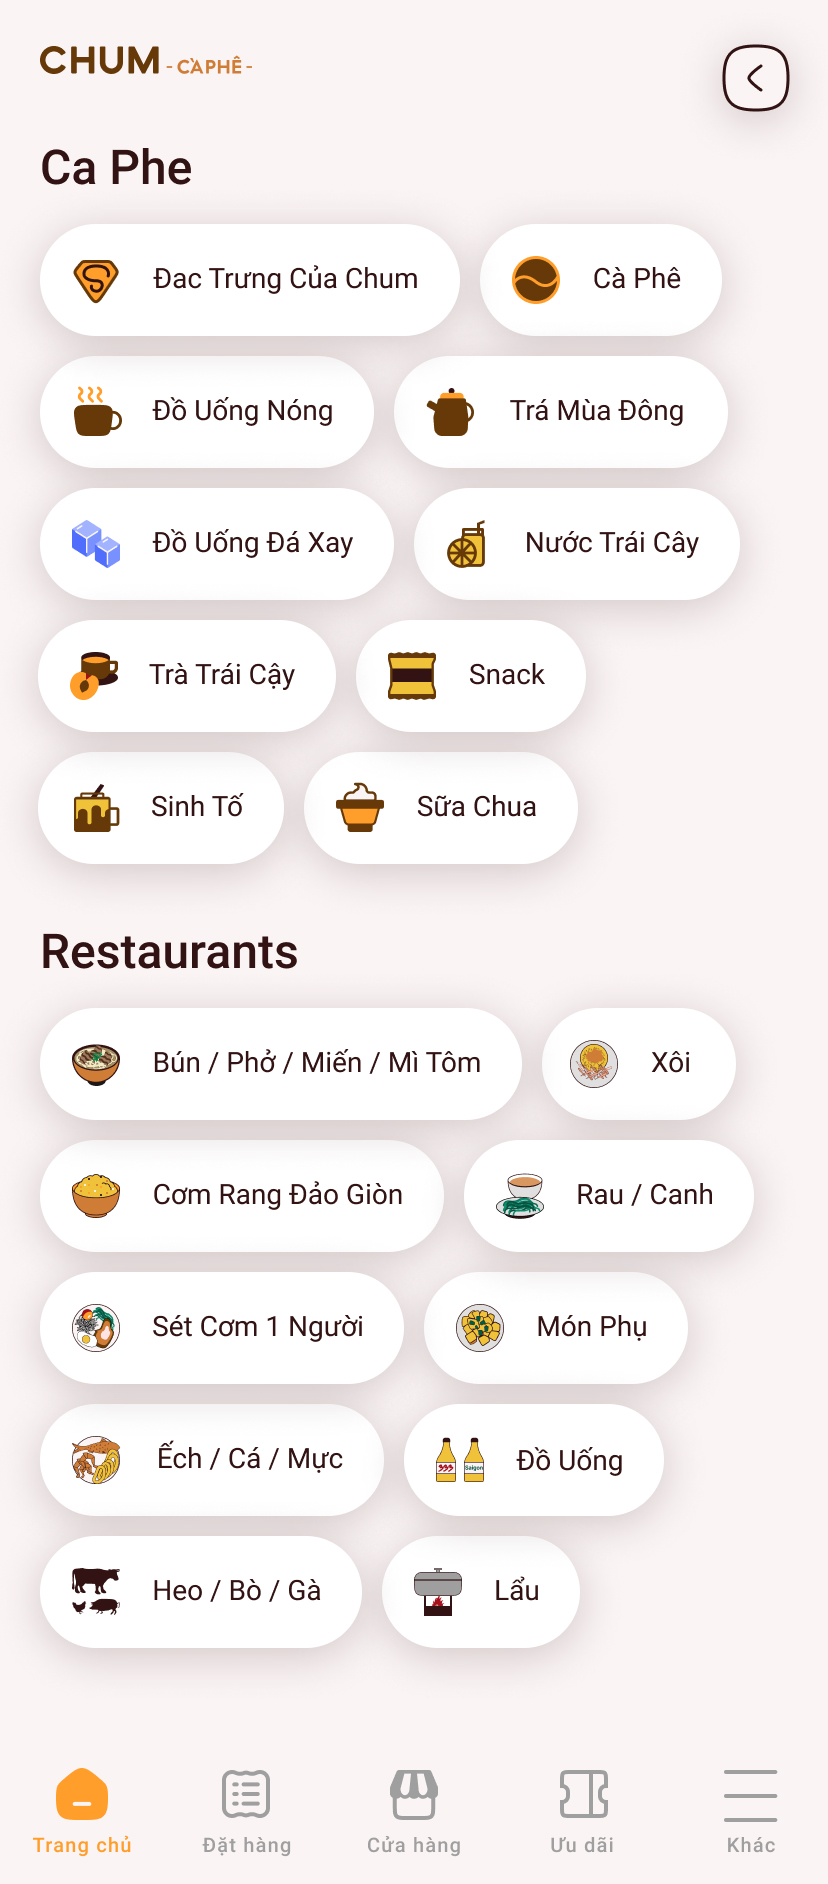 CHUM - CÀPHÊ -
Ca Phe
Đac Trưng Của Chum
Cà Phê
Đồ Uống Nóng
Trá Mùa Đông
Đồ Uống Đá Xay
Nước Trái Cây
Trà Trái Cậy
Snack
Sinh Tố
Sữa Chua
Restaurants
Bún / Phở / Miến / Mì Tôm
Xôi
Cơm Rang Đảo Giòn
Rau / Canh
Sét Cơm 1 Người
Món Phụ
Ếch / Cá / Mực
333
Saigon
Đồ Uống
Heo / Bò / Gà
Lẩu
Trang chủ
Đặt hàng
Cửa hàng
Ưu dãi
Khác